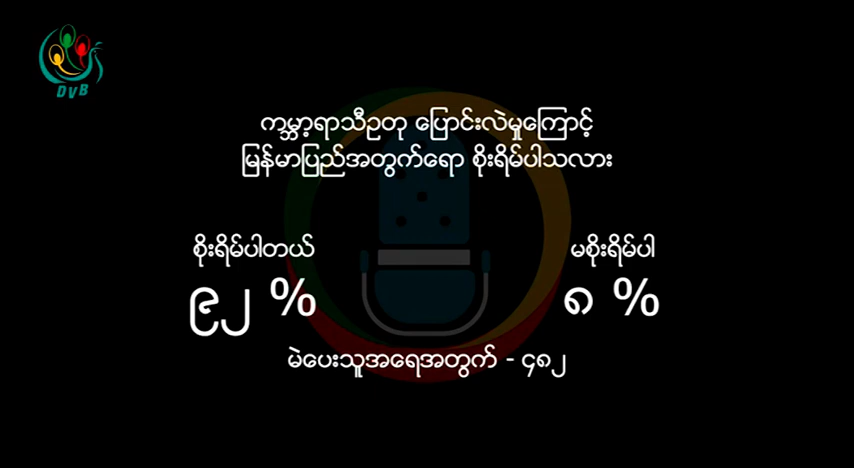 DVB
ကမ္ဘာ့ရာသီဥတု ပြောင်းလဲမှုကြောင့်
မြန်မာပြည်အတွက်ရော စိုးရိမ်ပါသလား
စိုးရိမ်ပါတယ်
မစိုးရိမ်ပါ
၉၂ %
၈ %
မဲပေးသူအရေအတွက် - ၄၈၂